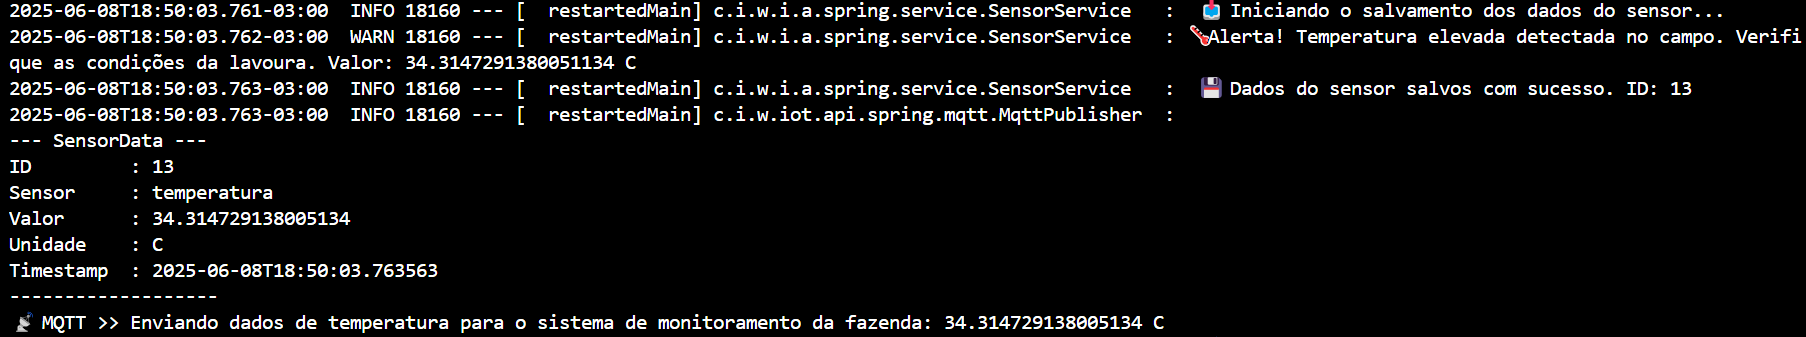 2025-06-08T18:50:03.761-03:00  INFO 18160 --- [  restartedMain] c.i.w.i.a.spring.service.SensorService   :  📥 Iniciando o salvamento dos dados do sensor...
2025-06-08T18:50:03.762-03:00  WARN 18160 --- [  restartedMain] c.i.w.i.a.spring.service.SensorService   :  🌡️Alerta! Temperatura elevada detectada no campo. Verifi
que as condições da lavoura. Valor: 34.3147291380051134 C
2025-06-08T18:50:03.763-03:00  INFO 18160 --- [  restartedMain] c.i.w.i.a.spring.service.SensorService   :  💾 Dados do sensor salvos com sucesso. ID: 13
2025-06-08T18:50:03.763-03:00  INFO 18160 --- [  restartedMain] c.i.w.iot.api.spring.mqtt.MqttPublisher  :
--- SensorData ---
ID         : 13
Sensor     : temperatura
Valor      : 34.314729138005134
Unidade    : C
Timestamp  : 2025-06-08T18:50:03.763563
-------------------
📡 MQTT >> Enviando dados de temperatura para o sistema de monitoramento da fazenda: 34.314729138005134 C